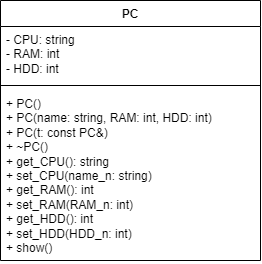 PC
- CPU: string
- RAM: int
- HDD: int
+ PC()
+ PC(name: string, RAM: int, HDD: int)
+ PC(t: const PC&)
+ ~PC()
+ get_CPU(): string
+ set_CPU(name_n: string)
+ get_RAM(): int
+ set_RAM(RAM_n: int)
+ get_HDD(): int
+ set_HDD(HDD_n: int)
+ show()